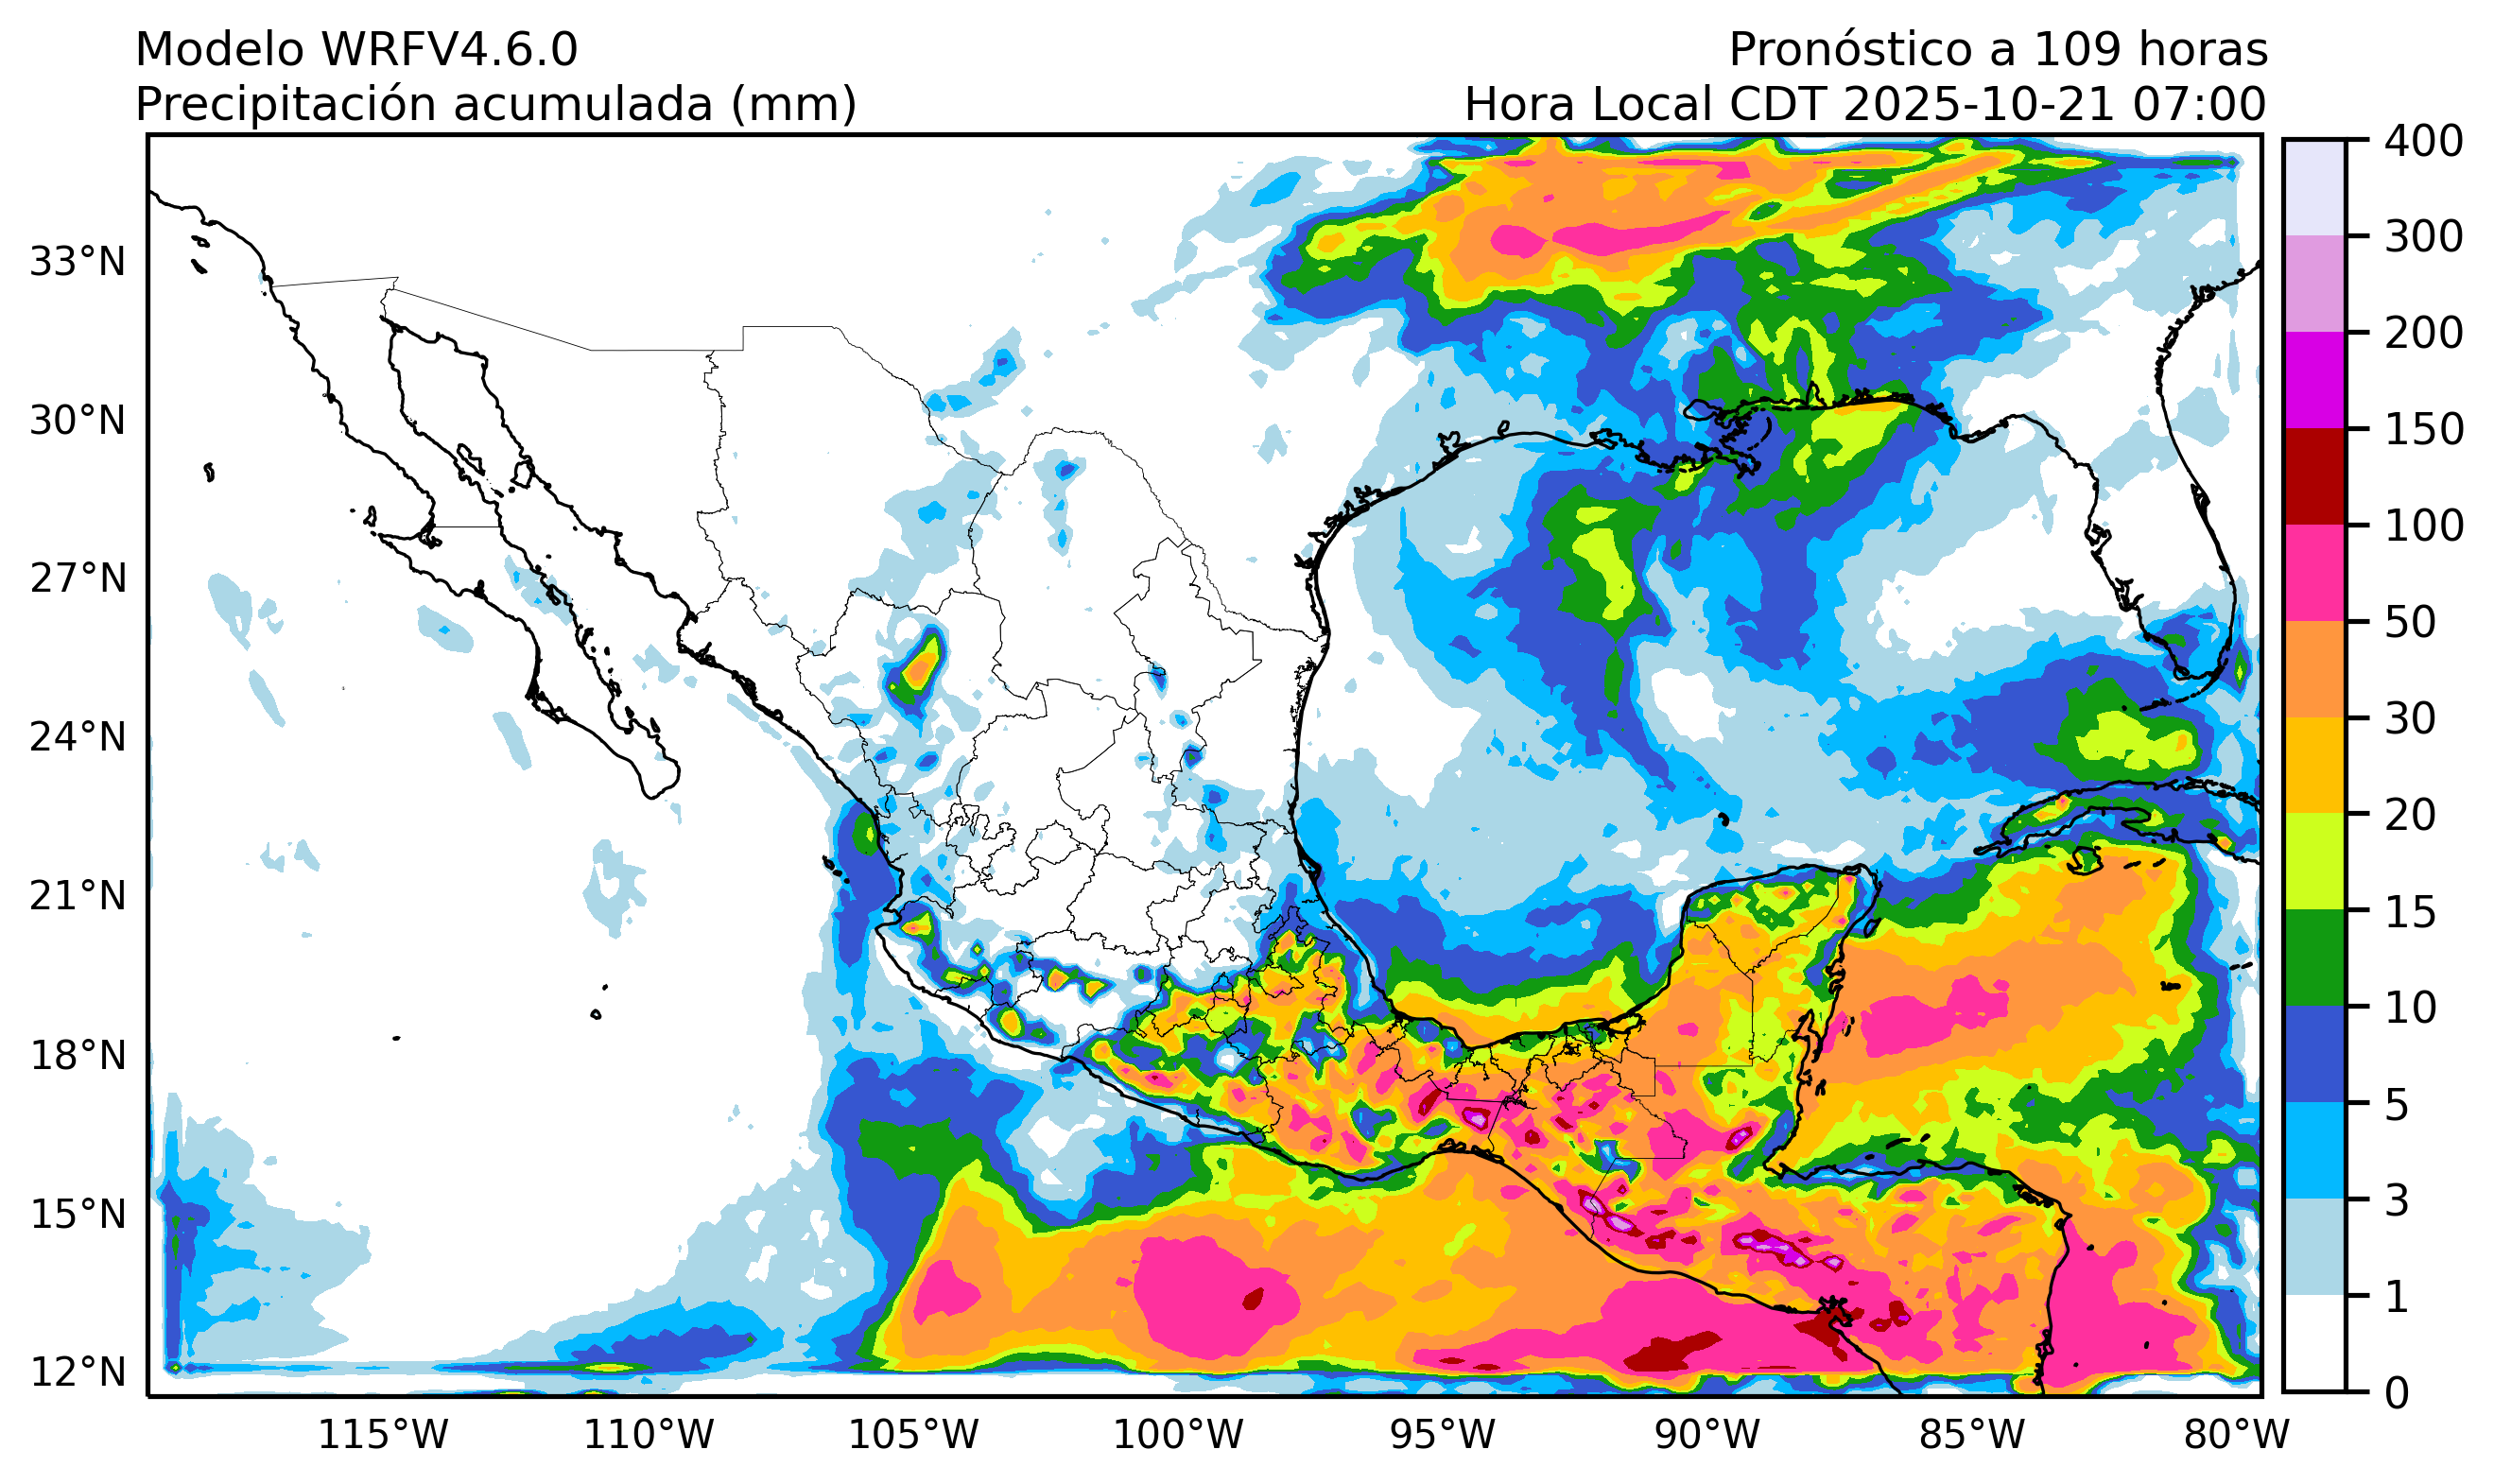 Modelo WRFV4.6.0
Pronóstico a 109 horas
Precipitación acumulada (mm)
Hora Local CDT 2025-10-21 07:00
400
300
200
150
100
50
30
20
15
10
5
3
1
0
33°N
30°N
27°N
24°N
21°N
18°N
15°N
12°N
115°W
110°W
105°W
100°W
95°W
90°W
85°W
80°W